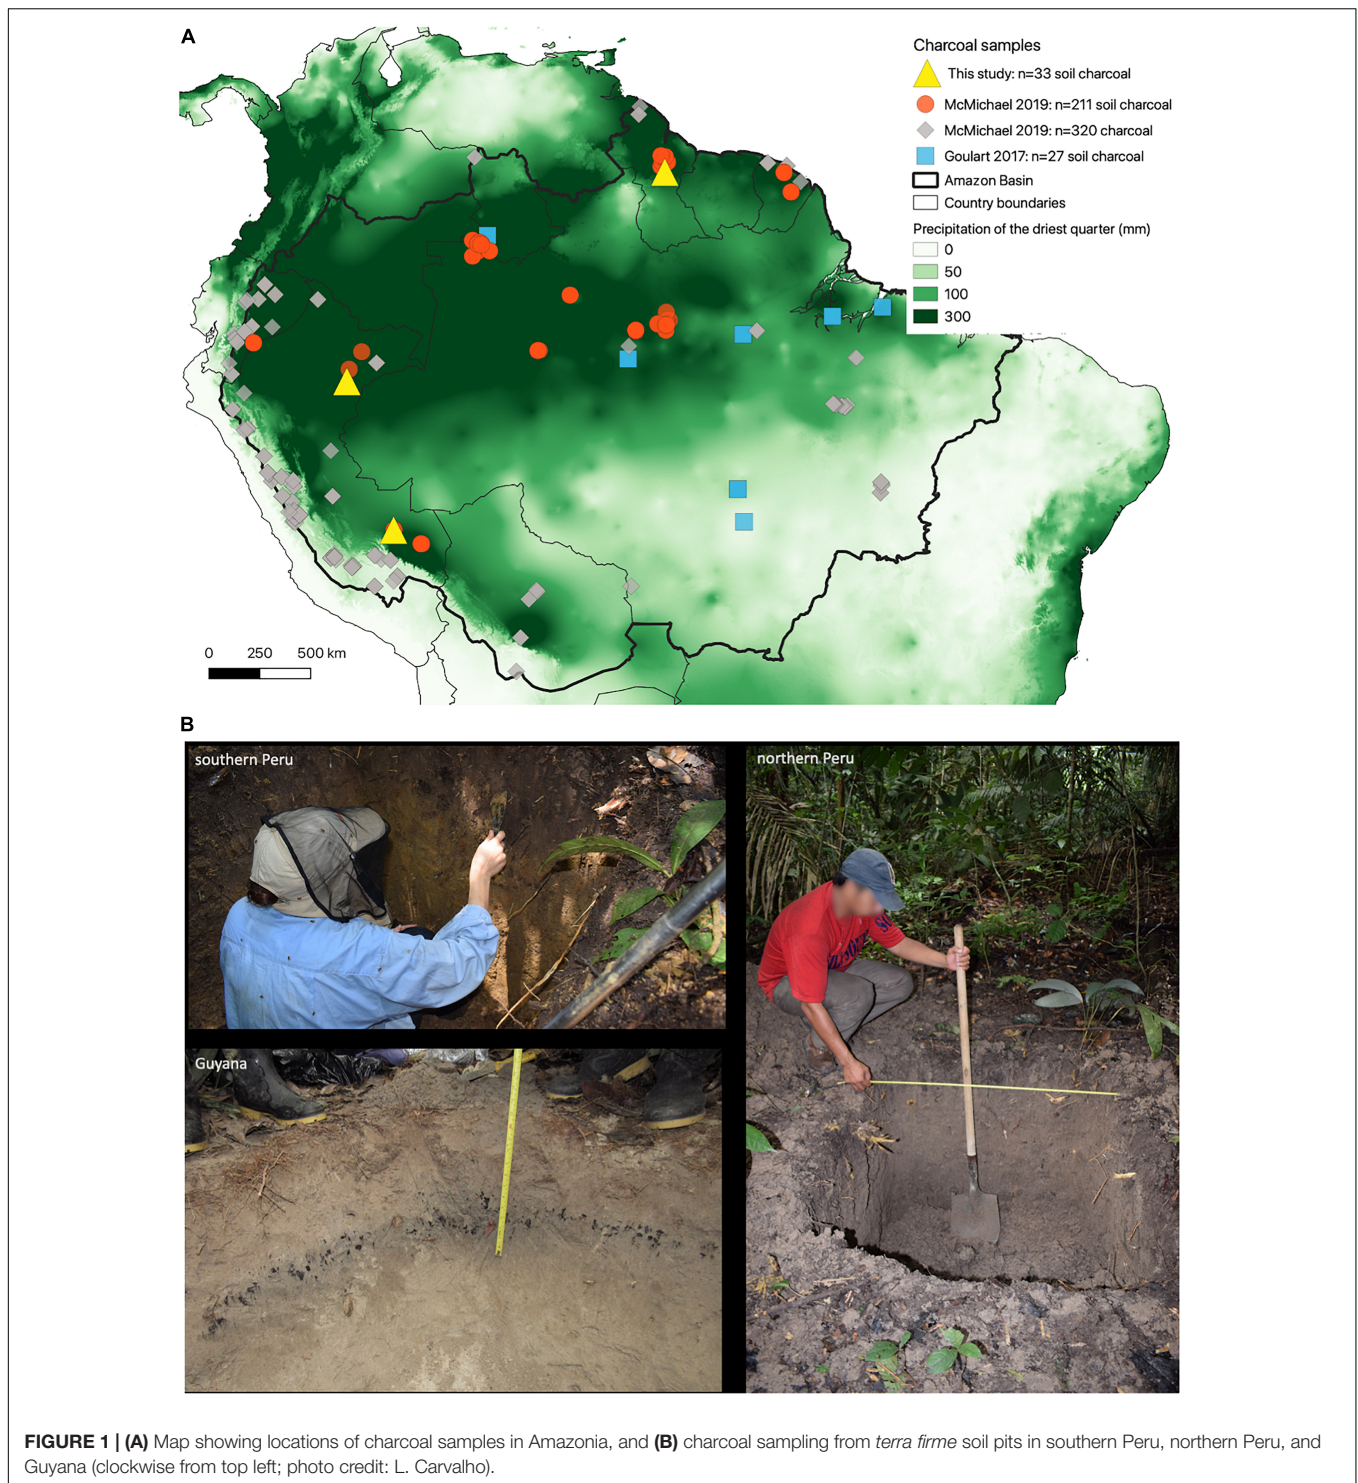 A
Charcoal samples
This study: n=33 soil charcoal
McMichael 2019: n=211 soil charcoal
McMichael 2019: n=320 charcoal
Goulart 2017: n=27 soil charcoal
Amazon Basin
Country boundaries
Precipitation of the driest quarter (mm)
0
50
100
300
0 250 500 km
B
southern Peru
northern Peru
Guyana
FIGURE 1 | (A) Map showing locations of charcoal samples in Amazonia, and (B) charcoal sampling from terra firme soil pits in southern Peru, northern Peru, and
Guyana (clockwise from top left; photo credit: L. Carvalho).